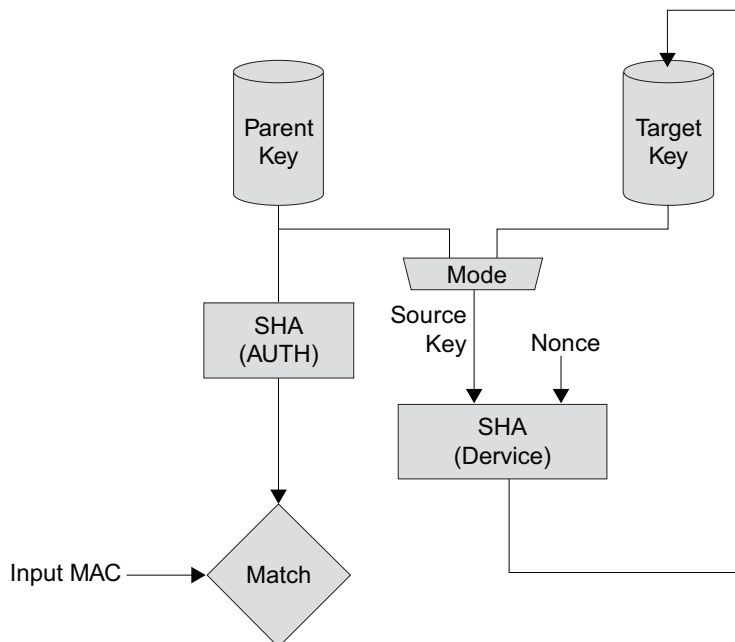 Parent
Key
Target
Key
Mode
SHA
(AUTH)
Source
Key
Nonce
SHA
(Dervice)
Input MAC
Match